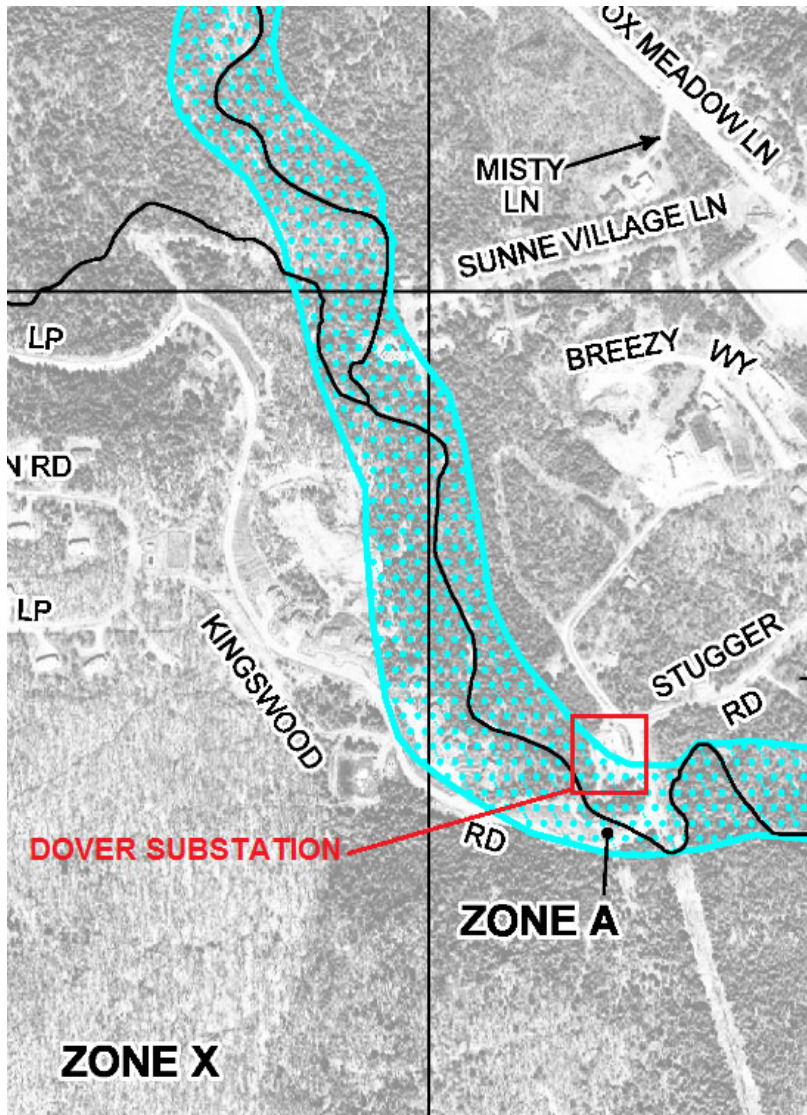 OX MEADOW LN
MISTY
LN
SUNNE VILLAGE LN
LP
BREEZY WY
N RD
LP
KINGSWOOD
RD
STUGGER
RD
DOVER SUBSTATION
ZONE A
ZONE X